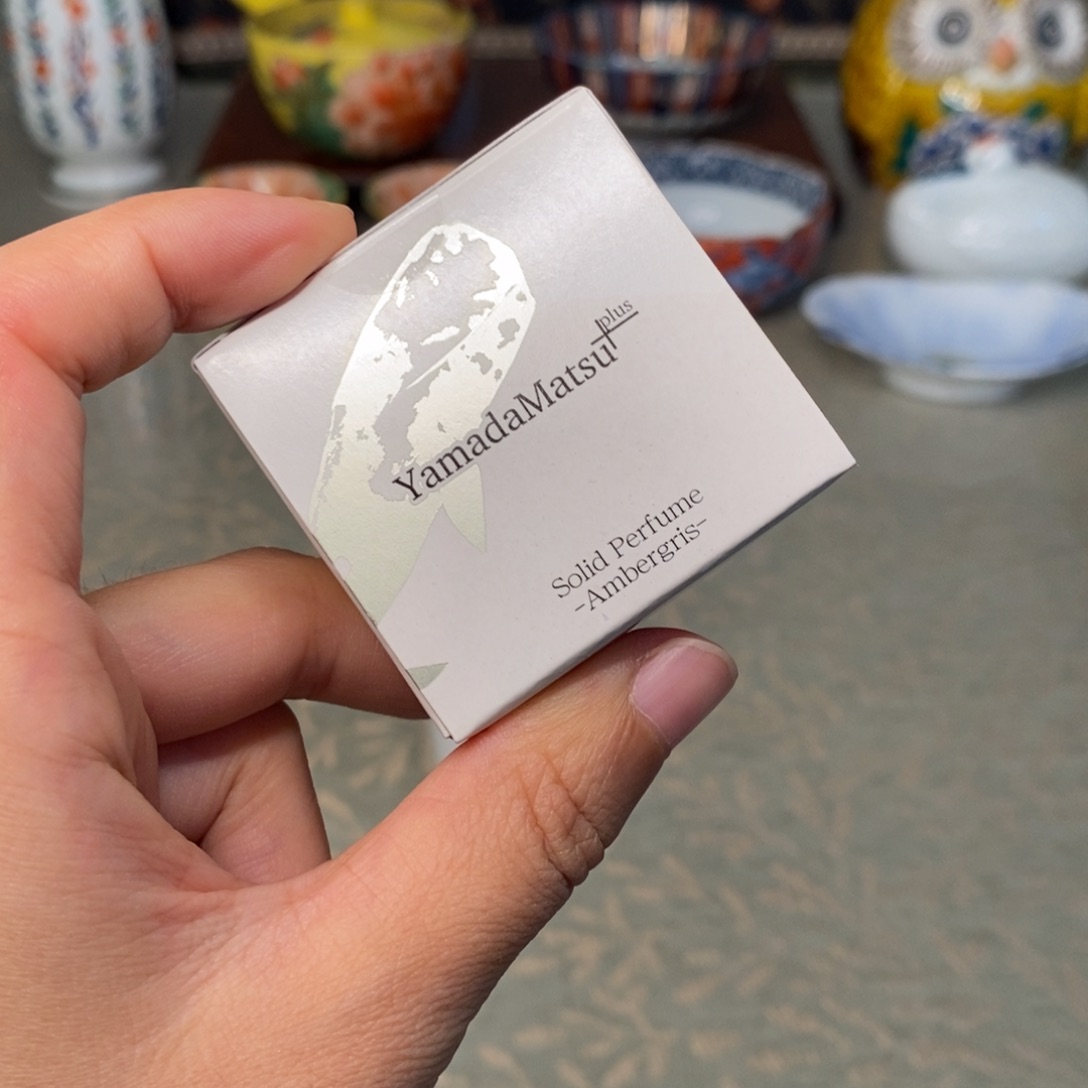 YamadaMatsu plus
Solid Perfume
-Ambergris-